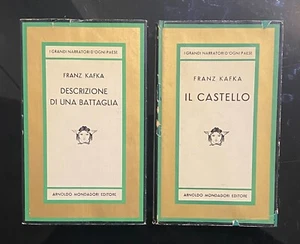 I GRANDI NARRATORI D'OGNI PAESE
FRANZ KAFKA
DESCRIZIONE
DI UNA BATTAGLIA
ARNOLDO MONDADORI EDITORE
I GRANDI NARRATORI D'OGNI PAESE
FRANZ KAFKA
IL CASTELLO
ARNOLDO MONDADORI EDITORE